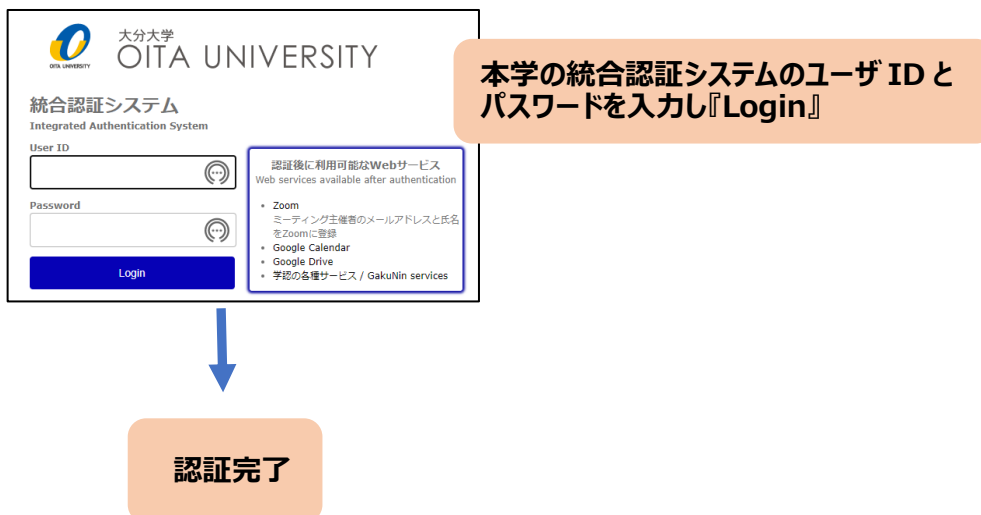 大分大学
OITA UNIVERSITY
OITA UNIVERSITY
統合認証システム
Integrated Authentication System
User ID
Password
Login
認証後に利用可能なWebサービス
Web services available after authentication
• Zoom
ミーティング主催者のメールアドレスと氏名
をZoomに登録
• Google Calendar
• Google Drive
• 学認の各種サービス / GakuNin services
本学の統合認証システムのユーザ ID と
パスワードを入力し『Login』
認証完了